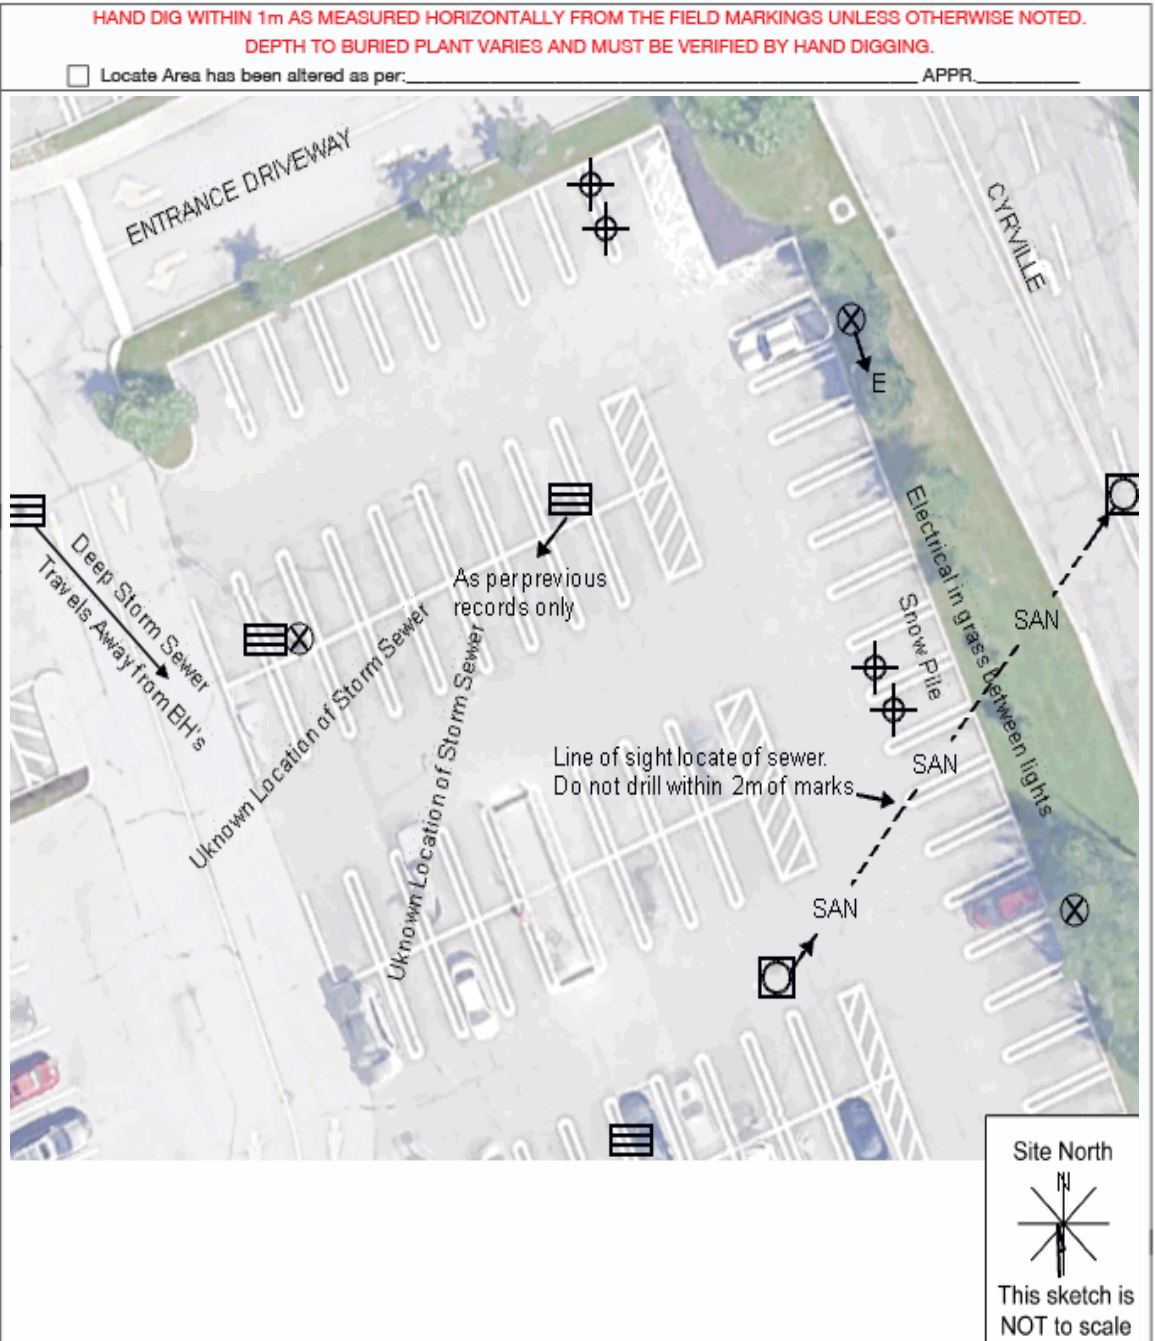 HAND DIG WITHIN 1m AS MEASURED HORIZONTALLY FROM THE FIELD MARKINGS UNLESS OTHERWISE NOTED.
DEPTH TO BURIED PLANT VARIES AND MUST BE VERIFIED BY HAND DIGGING.
Locate Area has been altered as per: APPR.
ENTRANCE DRIVEWAY
CYRVILLE
E
Deep Storm Sewer
Travels Away from BH's
As per previous
records only
Uknown Location of Storm Sewer
Uknown Location of Storm Sewer
Electrical in grass between lights
Snow Pile
SAN
SAN
Line of sight locate of sewer.
Do not drill within 2m of marks
SAN
Site North
N
This sketch is
NOT to scale